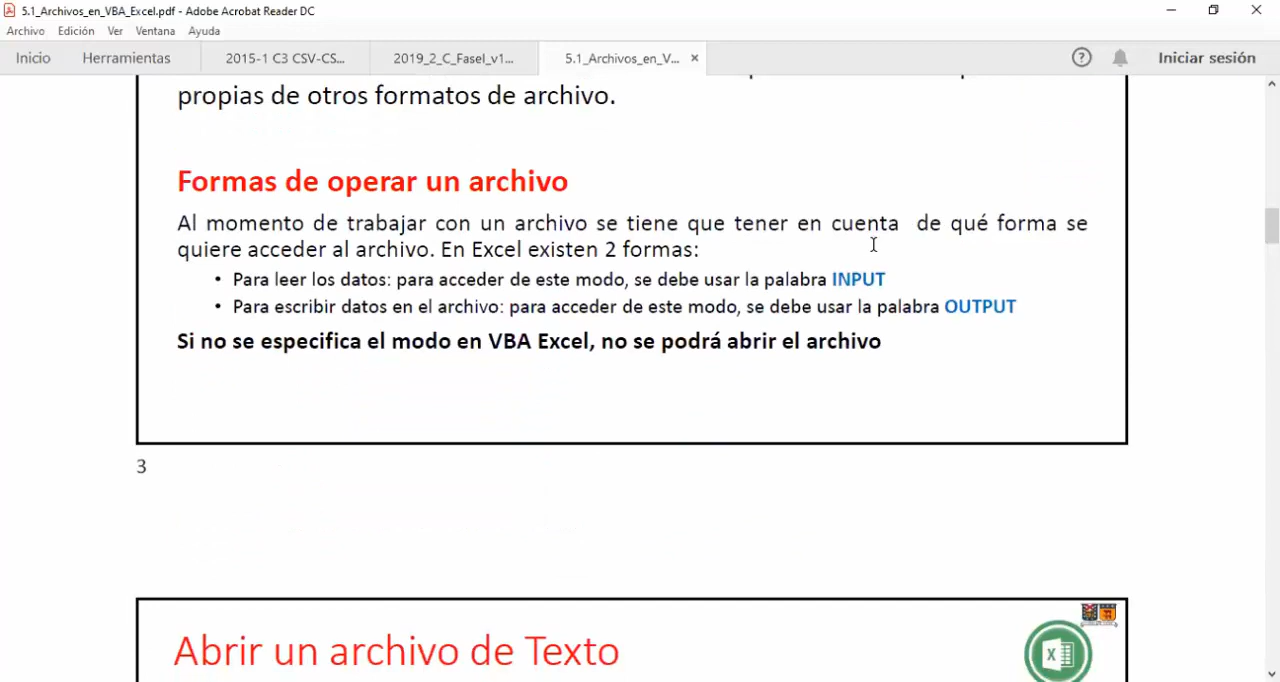 5.1_Archivos_en_VBA_Excel.pdf - Adobe Acrobat Reader DC
Archivo Edición Ver Ventana Ayuda
Inicio Herramientas 2015-1 C3 CSV-CS... 2019_2_C_Fasel_v1... 5.1_Archivos_en_V... × Iniciar sesión
propias de otros formatos de archivo.
Formas de operar un archivo
Al momento de trabajar con un archivo se tiene que tener en cuenta de qué forma se
quiere acceder al archivo. En Excel existen 2 formas:
• Para leer los datos: para acceder de este modo, se debe usar la palabra INPUT
• Para escribir datos en el archivo: para acceder de este modo, se debe usar la palabra OUTPUT
Si no se especifica el modo en VBA Excel, no se podrá abrir el archivo
3
Abrir un archivo de Texto